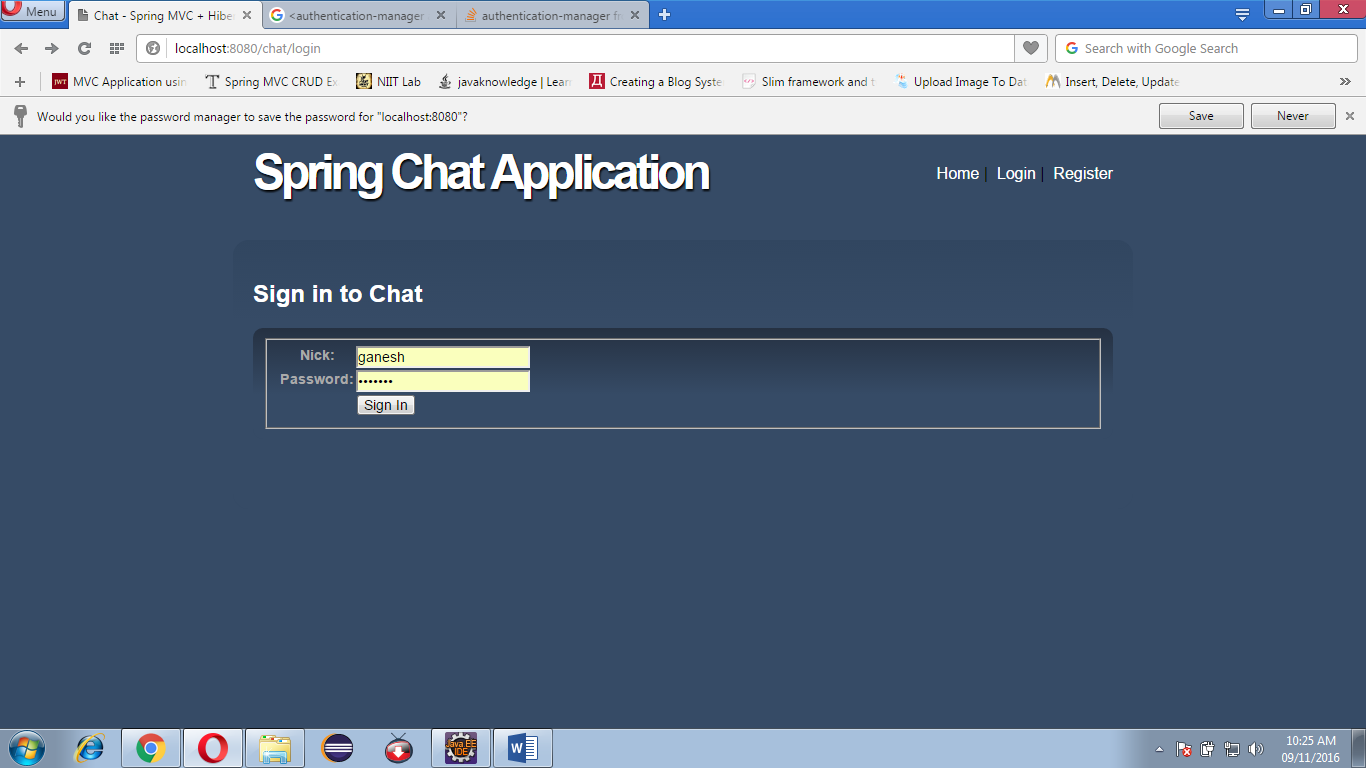 Menu
Chat - Spring MVC + Hibe
<authentication-manager
authentication-manager fr
localhost:8080/chat/login
Search with Google Search
MVC Application usin
Spring MVC CRUD Ex
NIIT Lab
javaknowledge | Learn
Creating a Blog Syste
Slim framework and t
Upload Image To Dat
Insert, Delete, Update
Would you like the password manager to save the password for "localhost:8080"?
Save
Never
Spring Chat Application
Home | Login | Register
Sign in to Chat
Nick: ganesh
Password: •••••••
Sign In
Java EE
IDE
10:25 AM
09/11/2016